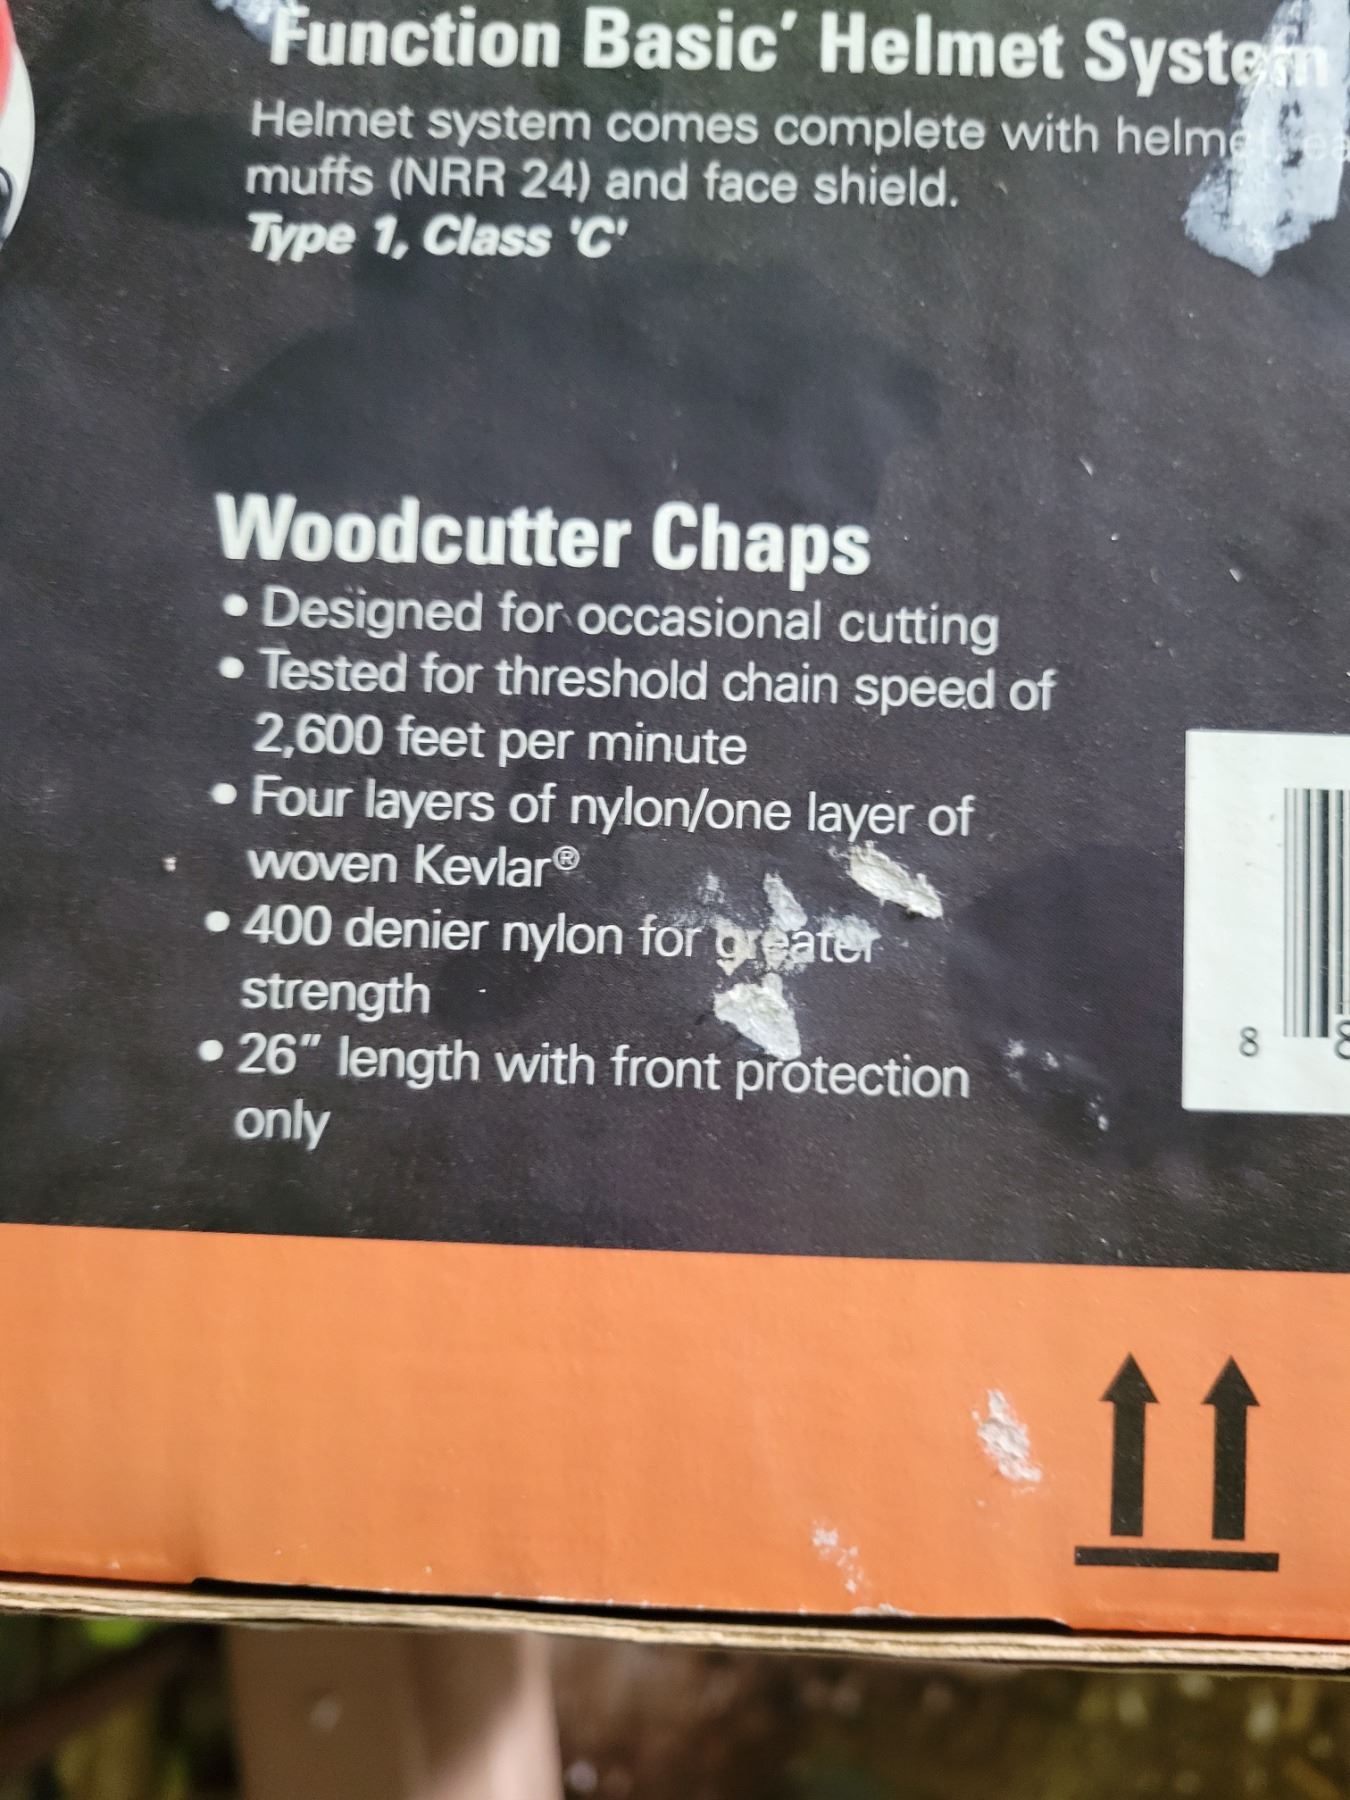 Function Basic' Helmet System
Helmet system comes complete with helmet,
muffs (NRR 24) and face shield.
Type 1, Class 'C'
Woodcutter Chaps
• Designed for occasional cutting
• Tested for threshold chain speed of
2,600 feet per minute
• Four layers of nylon/one layer of
woven Kevlar®
• 400 denier nylon for greater
strength
• 26" length with front protection
only
8 8